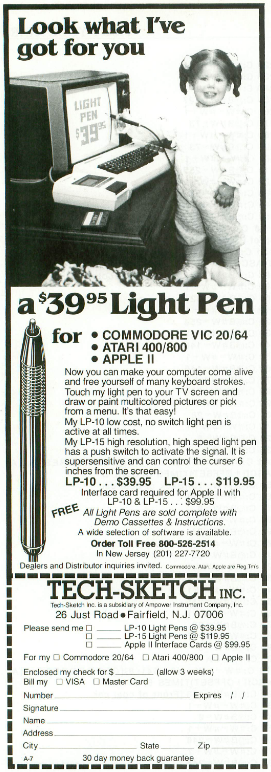 Look what I've
got for you
LIGHT
PEN
$39.95
a $39.95 Light Pen
for • COMMODORE VIC 20/64
• ATARI 400/800
• APPLE II
Now you can make your computer come alive
and free yourself of many keyboard strokes.
Touch my light pen to your TV screen and
draw or paint multicolored pictures or pick
from a menu. It's that easy!
My LP-10 low cost, no switch light pen is
active at all times.
My LP-15 high resolution, high speed light pen
has a push switch to activate the signal. It is
supersensitive and can control the curser 6
inches from the screen.
LP-10 . . . $39.95 LP-15 . . . $119.95
Interface card required for Apple II with
LP-10 & LP-15 . . . $99.95
FREE All Light Pens are sold complete with
Demo Cassettes & Instructions.
A wide selection of software is available.
Order Toll Free 800-526-2514
In New Jersey (201) 227-7720
Dealers and Distributor inquiries invited. Commodore, Atari, Apple are Reg Tm's
TECH-SKETCH INC.
Tech-Sketch Inc. is a subsidiary of Ampower Instrument Company, Inc.
26 Just Road • Fairfield, N.J. 07006
Please send me □ ____ LP-10 Light Pens @ $39.95
□ ____ LP-15 Light Pens @ $119.95
□ ____ Apple II Interface Cards @ $99.95
For my □ Commodore 20/64 □ Atari 400/800 □ Apple II
Enclosed my check for $ ____ (allow 3 weeks)
Bill my □ VISA □ Master Card
Number ____ Expires / /
Signature ____
Name ____
Address ____
City ____ State ____ Zip ____
A-7 30 day money back guarantee